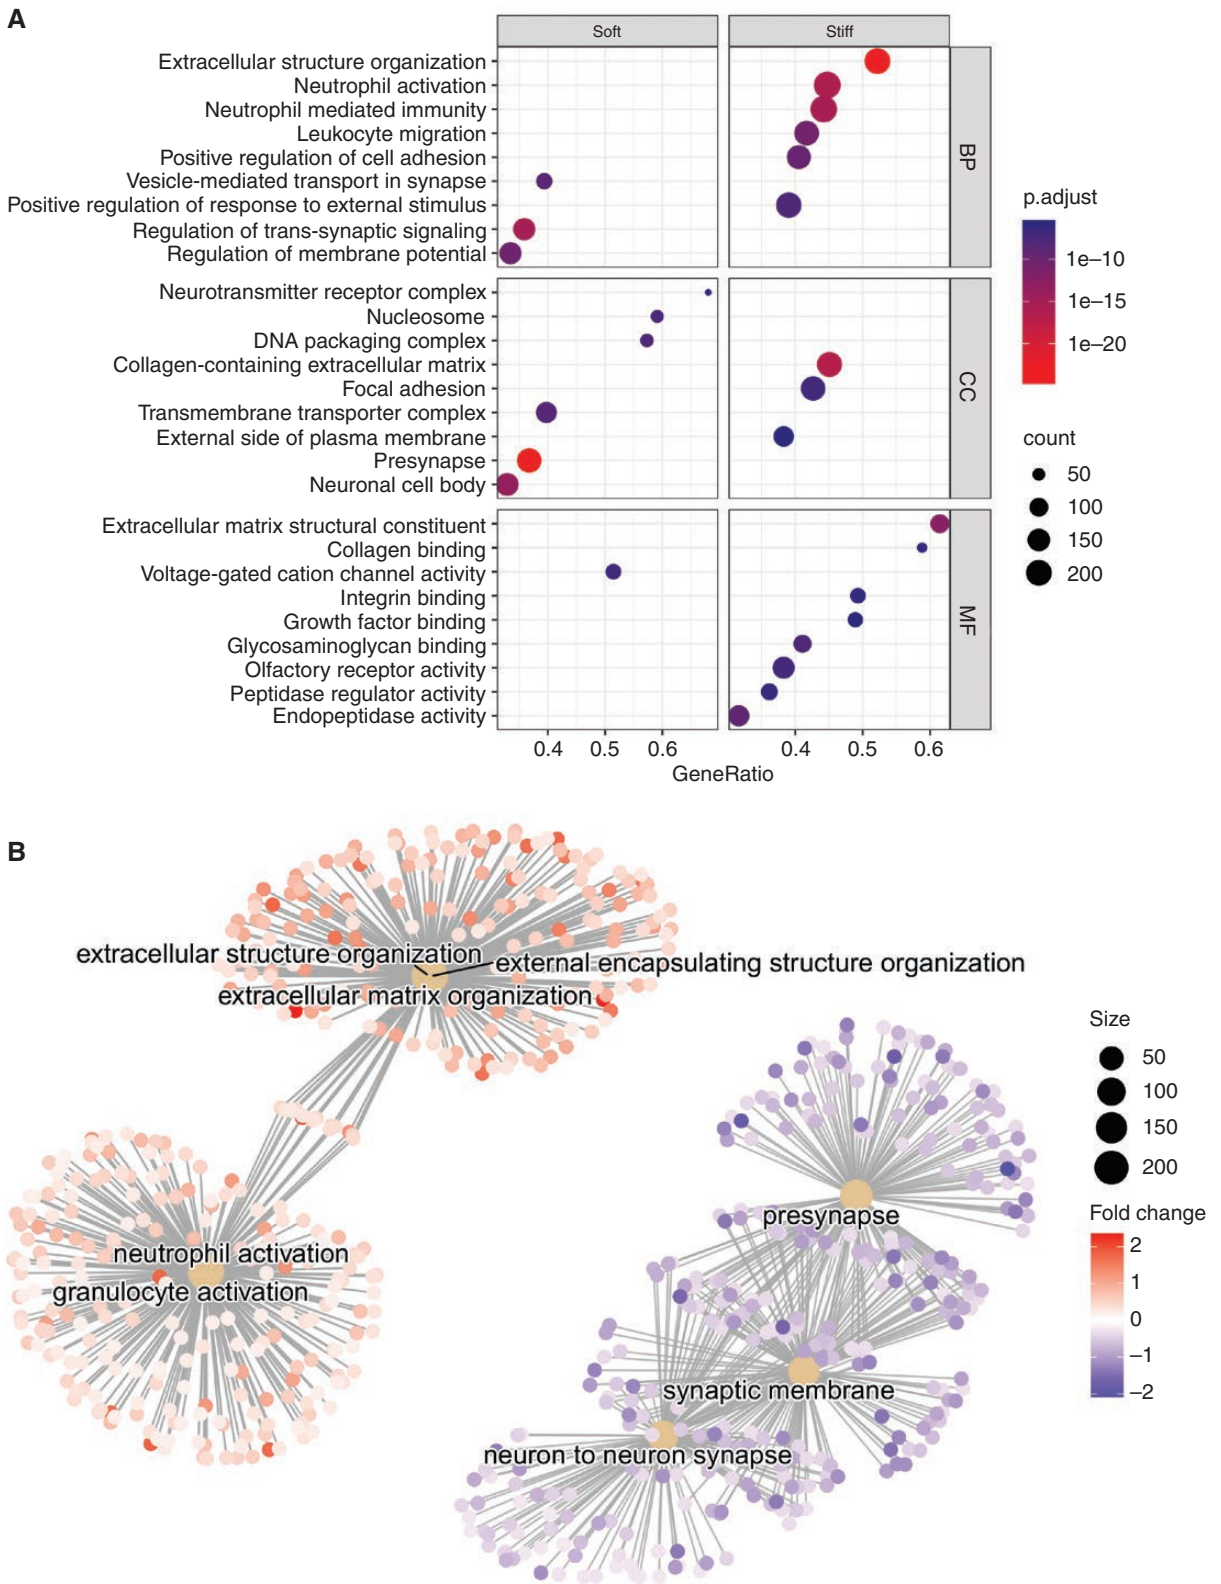 A
Soft
Stiff
Extracellular structure organization
Neutrophil activation
Neutrophil mediated immunity
Leukocyte migration
Positive regulation of cell adhesion
Vesicle-mediated transport in synapse
Positive regulation of response to external stimulus
Regulation of trans-synaptic signaling
Regulation of membrane potential
BP
Neurotransmitter receptor complex
Nucleosome
DNA packaging complex
Collagen-containing extracellular matrix
Focal adhesion
Transmembrane transporter complex
External side of plasma membrane
Presynapse
Neuronal cell body
CC
Extracellular matrix structural constituent
Collagen binding
Voltage-gated cation channel activity
Integrin binding
Growth factor binding
Glycosaminoglycan binding
Olfactory receptor activity
Peptidase regulator activity
Endopeptidase activity
MF
0.4 0.5 0.6
0.4 0.5 0.6
GeneRatio
p.adjust
1e–10
1e–15
1e–20
count
50
100
150
200
B
extracellular structure organization
external encapsulating structure organization
extracellular matrix organization
neutrophil activation
granulocyte activation
presynapse
synaptic membrane
neuron to neuron synapse
Size
50
100
150
200
Fold change
2
1
0
–1
–2